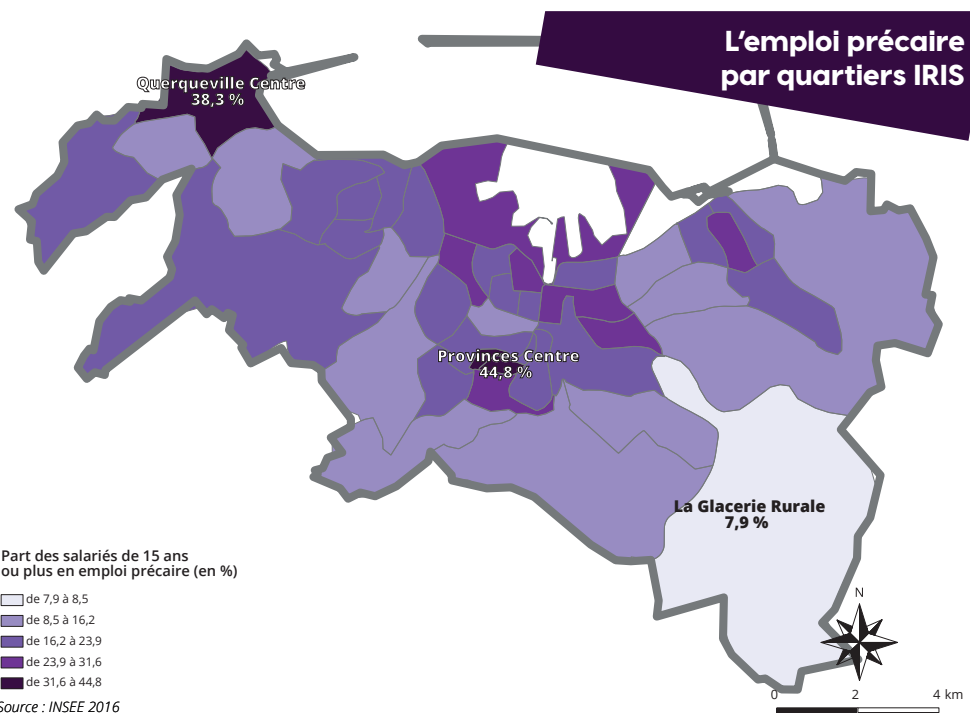 L'emploi précaire
par quartiers IRIS
Querqueville Centre
38,3 %
Provinces Centre
44,8 %
La Glacerie Rurale
7,9 %
Part des salariés de 15 ans
ou plus en emploi précaire (en %)
de 7,9 à 8,5
de 8,5 à 16,2
de 16,2 à 23,9
de 23,9 à 31,6
de 31,6 à 44,8
Source : INSEE 2016
N
0 2 4 km